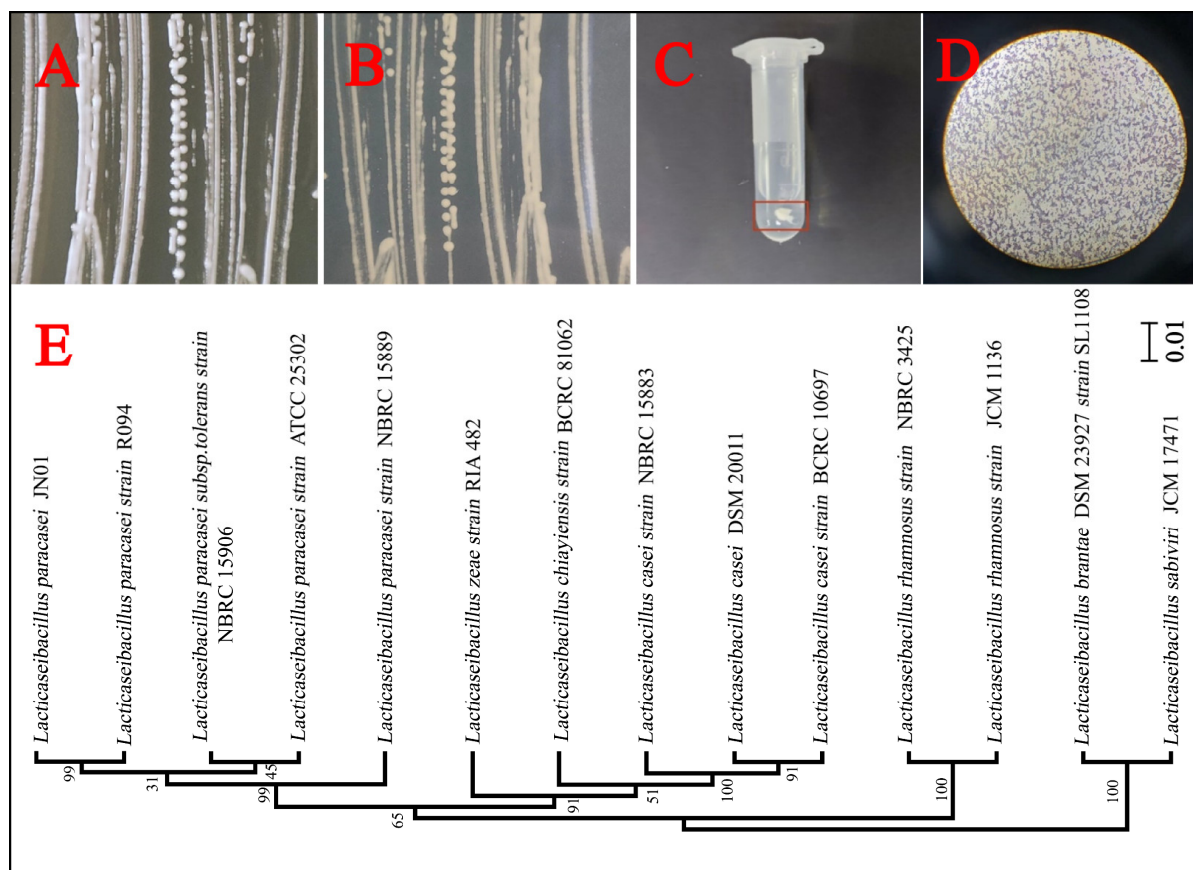 A
B
C
D
E
0.01
Lacticaseibacillus paracasei JN01
Lacticaseibacillus paracasei strain R094
Lacticaseibacillus paracasei subsp.tolerans strain
NBRC 15906
Lacticaseibacillus paracasei strain ATCC 25302
Lacticaseibacillus paracasei strain NBRC 15889
Lacticaseibacillus zeae strain RIA 482
Lacticaseibacillus chiayiensis strain BCRC 81062
Lacticaseibacillus casei strain NBRC 15883
Lacticaseibacillus casei DSM 20011
Lacticaseibacillus casei strain BCRC 10697
Lacticaseibacillus rhamnosus strain NBRC 3425
Lacticaseibacillus rhamnosus strain JCM 1136
Lacticaseibacillus brantae DSM 23927 strain SL1108
Lacticaseibacillus sabiviri JCM 17471
99
31
45
99
65
91
51
100
91
100
100